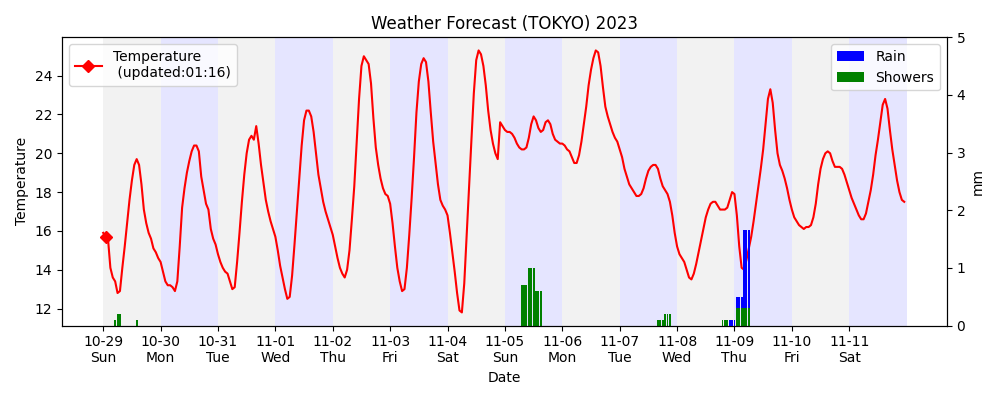 Weather Forecast (TOKYO) 2023
Temperature
(updated:01:16)
Rain
Showers
Temperature
24
22
20
18
16
14
12
5
4
3
2
1
0
mm
10-29 10-30 10-31 11-01 11-02 11-03 11-04 11-05 11-06 11-07 11-08 11-09 11-10 11-11
Sun Mon Tue Wed Thu Fri Sat Sun Mon Tue Wed Thu Fri Sat
Date